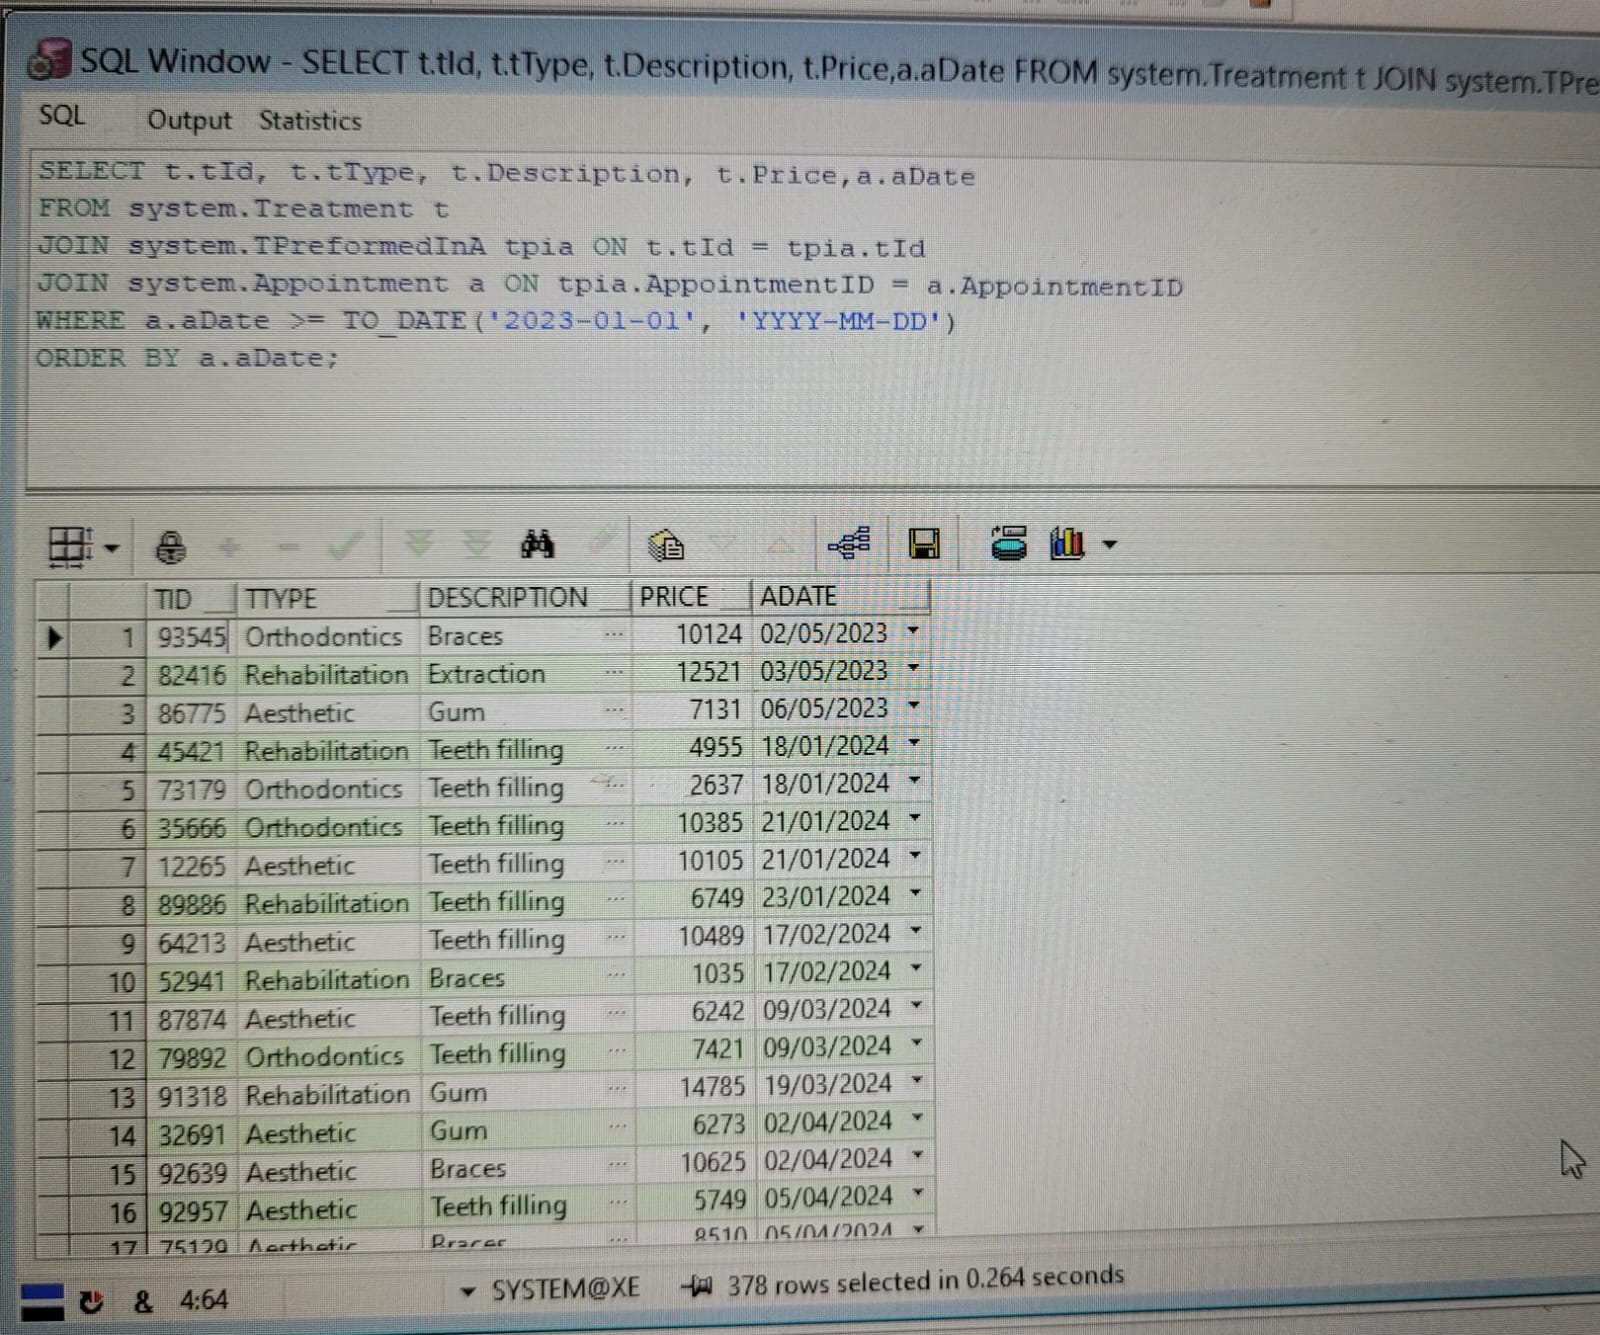 SQL Window - SELECT t.tId, t.tType, t.Description, t.Price,a.aDate FROM system.Treatment t JOIN system.TPre
SQL Output Statistics
SELECT t.tId, t.tType, t.Description, t.Price,a.aDate
FROM system.Treatment t
JOIN system.TPreformedInA tpia ON t.tId = tpia.tId
JOIN system.Appointment a ON tpia.AppointmentID = a.AppointmentID
WHERE a.aDate >= TO_DATE('2023-01-01', 'YYYY-MM-DD')
ORDER BY a.aDate;
TID TTYPE DESCRIPTION PRICE ADATE
1 93545 Orthodontics Braces ... 10124 02/05/2023
2 82416 Rehabilitation Extraction ... 12521 03/05/2023
3 86775 Aesthetic Gum ... 7131 06/05/2023
4 45421 Rehabilitation Teeth filling ... 4955 18/01/2024
5 73179 Orthodontics Teeth filling ... 2637 18/01/2024
6 35666 Orthodontics Teeth filling ... 10385 21/01/2024
7 12265 Aesthetic Teeth filling ... 10105 21/01/2024
8 89886 Rehabilitation Teeth filling ... 6749 23/01/2024
9 64213 Aesthetic Teeth filling ... 10489 17/02/2024
10 52941 Rehabilitation Braces ... 1035 17/02/2024
11 87874 Aesthetic Teeth filling ... 6242 09/03/2024
12 79892 Orthodontics Teeth filling ... 7421 09/03/2024
13 91318 Rehabilitation Gum ... 14785 19/03/2024
14 32691 Aesthetic Gum ... 6273 02/04/2024
15 92639 Aesthetic Braces ... 10625 02/04/2024
16 92957 Aesthetic Teeth filling ... 5749 05/04/2024
17 75129 Aesthetic Braces ... 8510 05/04/2024
& 4:64 SYSTEM@XE 378 rows selected in 0.264 seconds